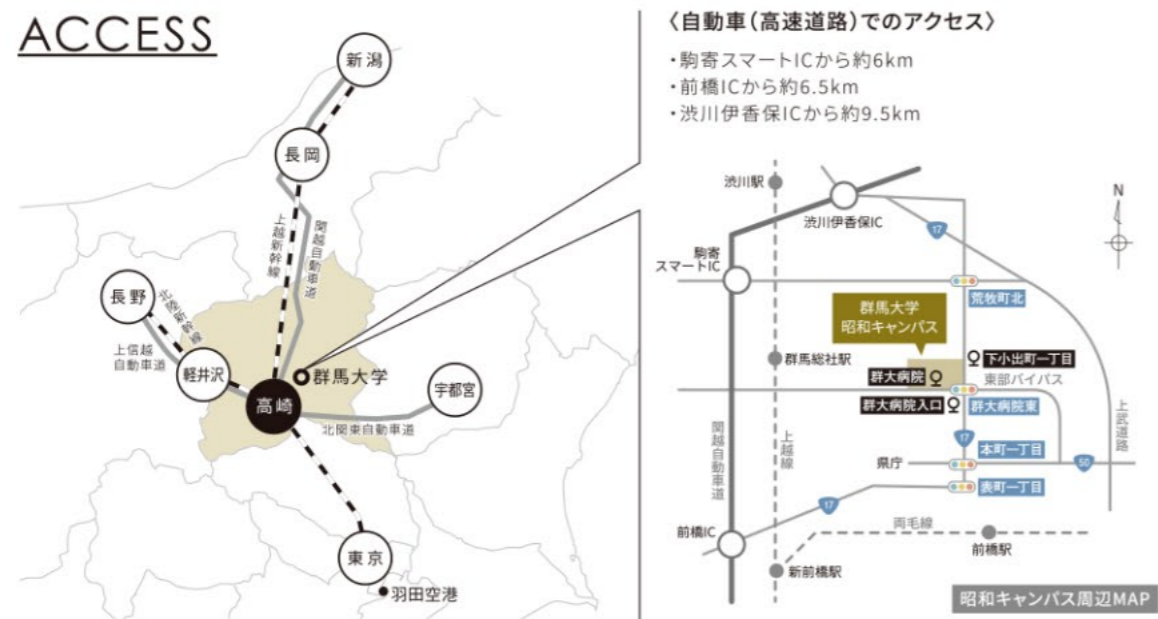 ACCESS
新潟
長岡
上越新幹線
関越自動車道
長野
北陸新幹線
上信越
自動車道
軽井沢
群馬大学
高崎
宇都宮
北関東自動車道
東京
羽田空港
〈自動車(高速道路)でのアクセス〉
・駒寄スマートICから約6km
・前橋ICから約6.5km
・渋川伊香保ICから約9.5km
渋川駅
渋川伊香保IC
17
N
駒寄
スマートIC
荒牧町北
群馬大学
昭和キャンパス
群馬総社駅
下小出町一丁目
群大病院
東部バイパス
群大病院入口
群大病院東
関越自動車道
上越線
上武道路
17
本町一丁目
県庁
50
表町一丁目
17
前橋IC
両毛線
前橋駅
新前橋駅
昭和キャンパス周辺MAP